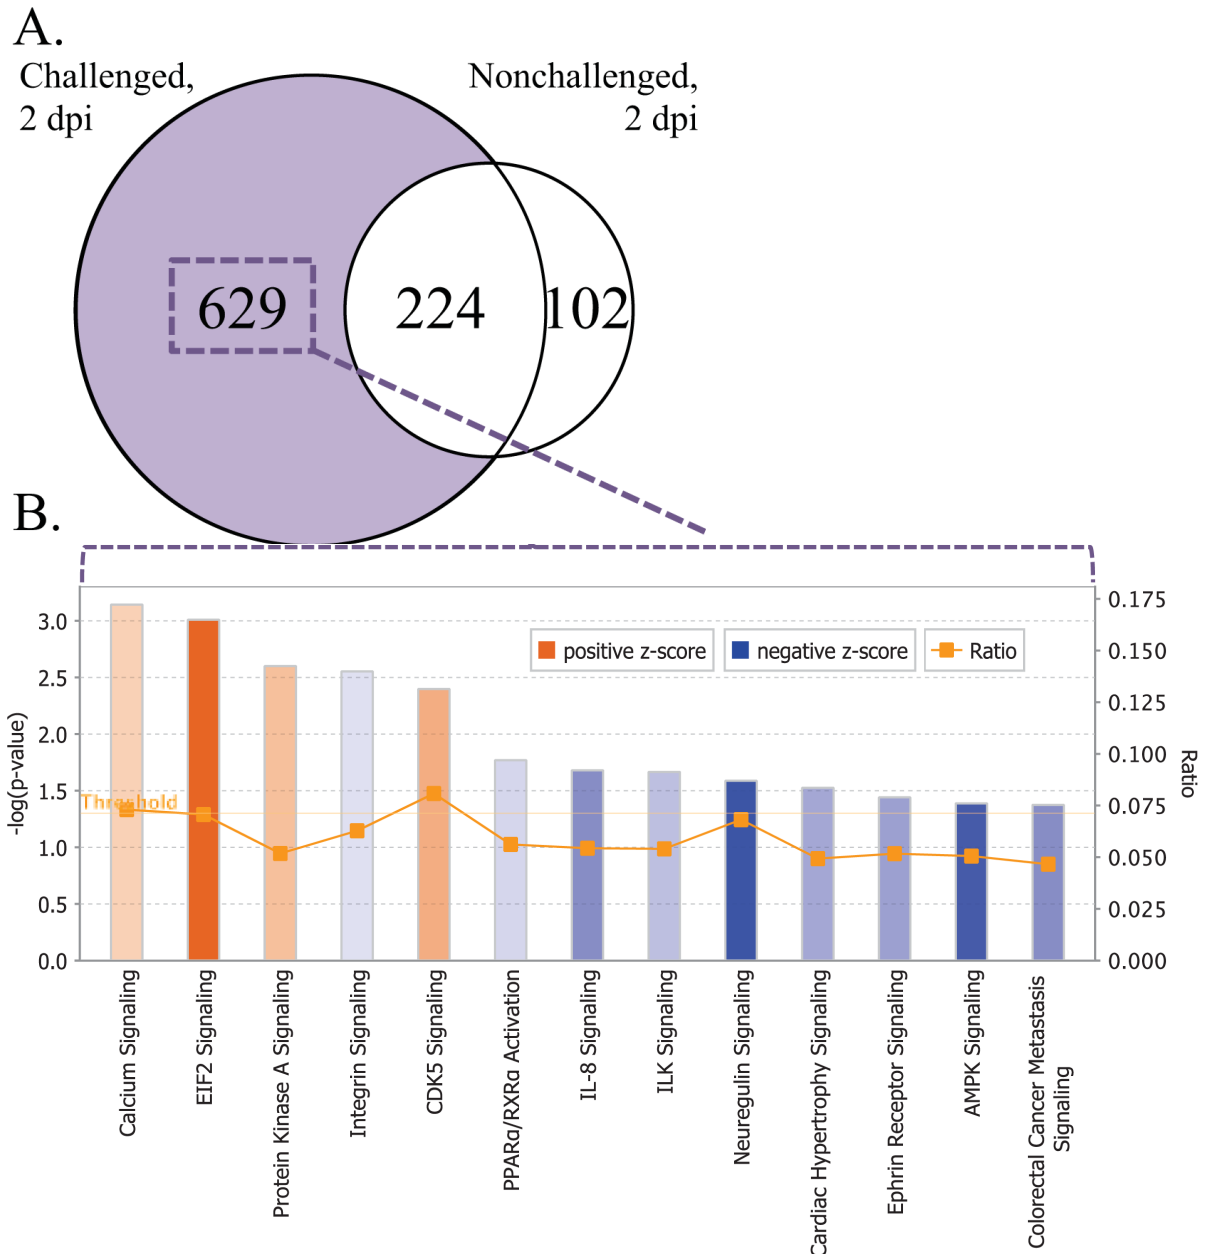 A.
Challenged,
2 dpi
Nonchallenged,
2 dpi
629
224
102
B.
3.0
2.5
2.0
1.5
1.0
0.5
0.0
-log(p-value)
Threshold
positive z-score
negative z-score
Ratio
0.175
0.150
0.125
0.100
0.075
0.050
0.025
0.000
Ratio
Calcium Signaling
EIF2 Signaling
Protein Kinase A Signaling
Integrin Signaling
CDK5 Signaling
PPARα/RXRα Activation
IL-8 Signaling
ILK Signaling
Neuregulin Signaling
Cardiac Hypertrophy Signaling
Ephrin Receptor Signaling
AMPK Signaling
Colorectal Cancer Metastasis
Signaling